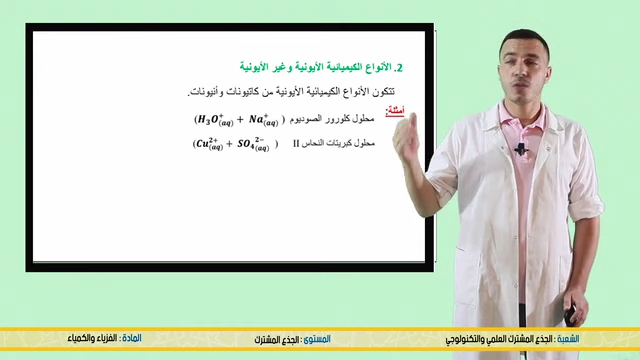 2. الأنواع الكيميائية الأيونية وغير الأيونية
تتكون الأنواع الكيميائية الأيونية من كاتيونات وأنيونات.
أمثلة:
محلول كلورور الصوديوم (H₃O⁺(aq) + Na⁺(aq))
محلول كبريتات النحاس II (Cu²⁺(aq) + SO₄²⁻(aq))
الشعبة : الجذع المشترك العلمي والتكنولوجي
المستوى : الجذع المشترك
المادة : الفزياء والكمياء